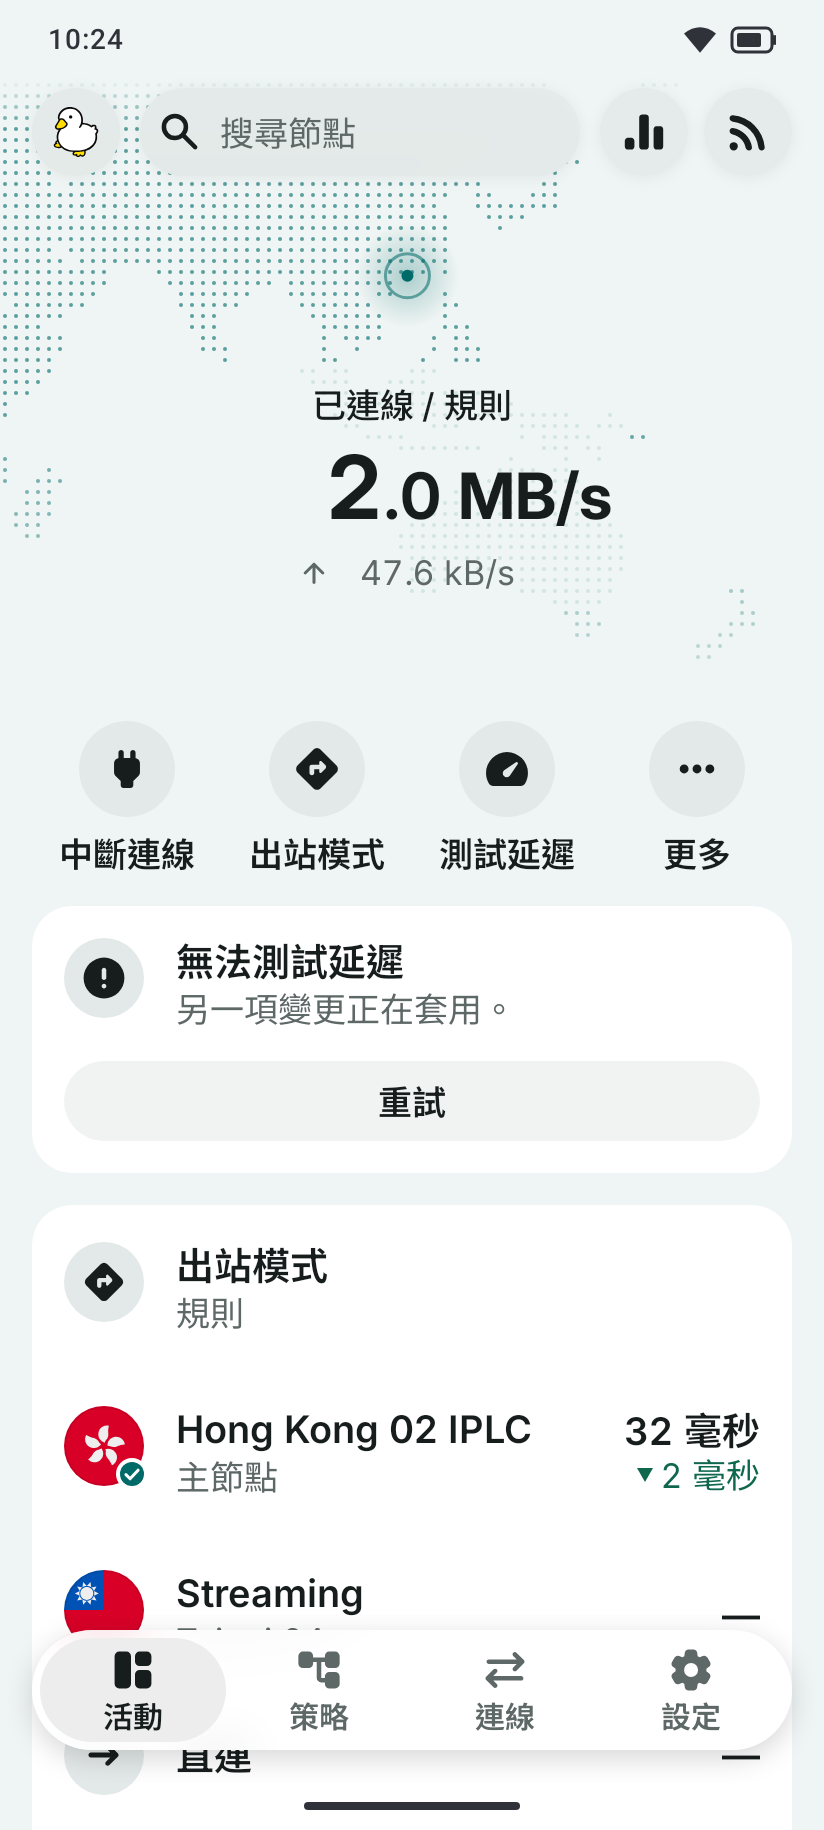 10:24
搜尋節點
已連線 / 規則
2.0 MB/s
↑ 47.6 kB/s
中斷連線 出站模式 測試延遲 更多
無法測試延遲
另一項變更正在套用。
重試
出站模式
規則
Hong Kong 02 IPLC 32 毫秒
主節點 ▼2 毫秒
Streaming —
活動 策略 連線 設定
直連 —